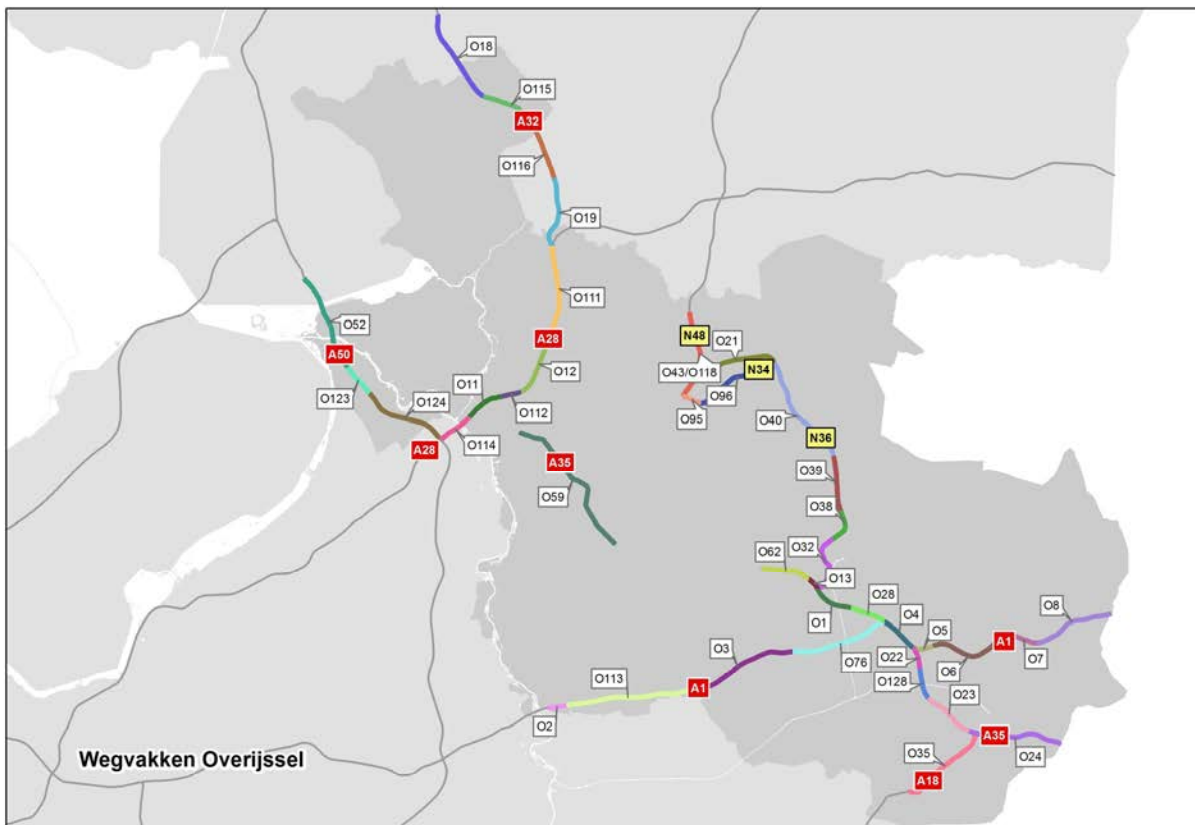 O18
O115
A32
O116
O19
O111
O52
N48
O21
A28
A50
O43/O118
N34
O12
O11
O96
O123
O124
O95
O112
O40
O114
N36
A28
A35
O39
O59
O38
O32
O62
O13
O28
O8
O4
O1
O5
O3
A1
O22
O7
O76
O6
O113
O128
A1
O23
O2
A35
Wegvakken Overijssel
O35
O24
A18